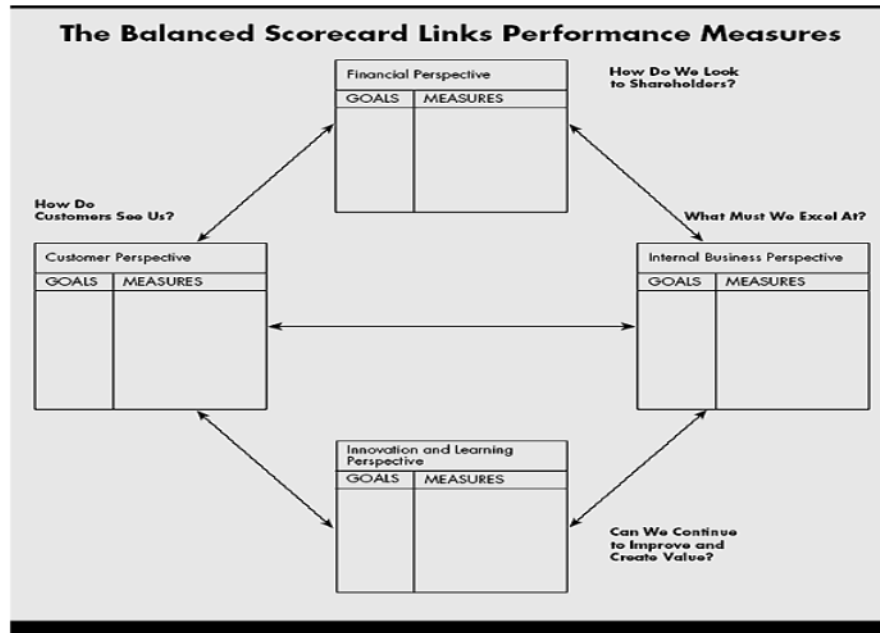 The Balanced Scorecard Links Performance Measures
Financial Perspective
GOALS MEASURES
How Do We Look
to Shareholders?
How Do
Customers See Us?
What Must We Excel At?
Customer Perspective
GOALS MEASURES
Internal Business Perspective
GOALS MEASURES
Innovation and Learning
Perspective
GOALS MEASURES
Can We Continue
to Improve and
Create Value?